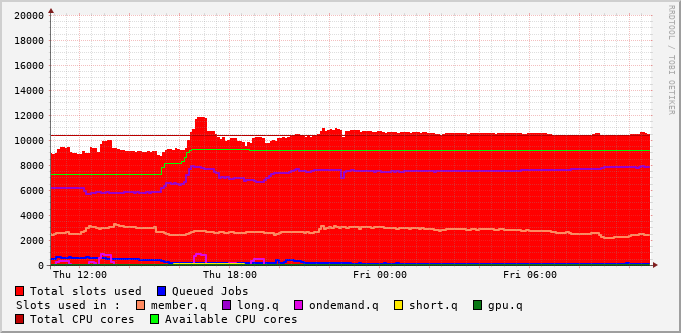 RRDTOOL / TOBI OETIKER
20000
18000
16000
14000
12000
10000
8000
6000
4000
2000
0
Thu 12:00 Thu 18:00 Fri 00:00 Fri 06:00
Total slots used Queued Jobs
Slots used in : member.q long.q ondemand.q short.q gpu.q
Total CPU cores Available CPU cores